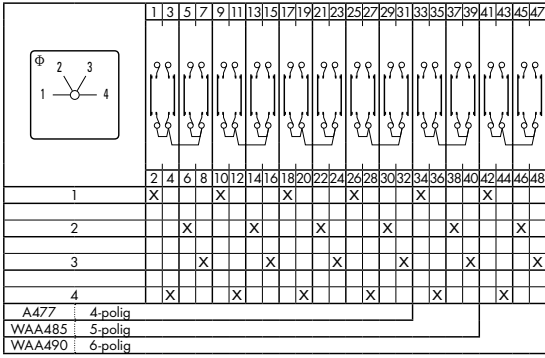 1 3 5 7 9 11 13 15 17 19 21 23 25 27 29 31 33 35 37 39 41 43 45 47
Φ
2 3
1 4
2 4 6 8 10 12 14 16 18 20 22 24 26 28 30 32 34 36 38 40 42 44 46 48
1 X X X X X X
2 X X X X X X
3 X X X X X X
4 X X X X X X
A477 4-polig
WAA485 5-polig
WAA490 6-polig